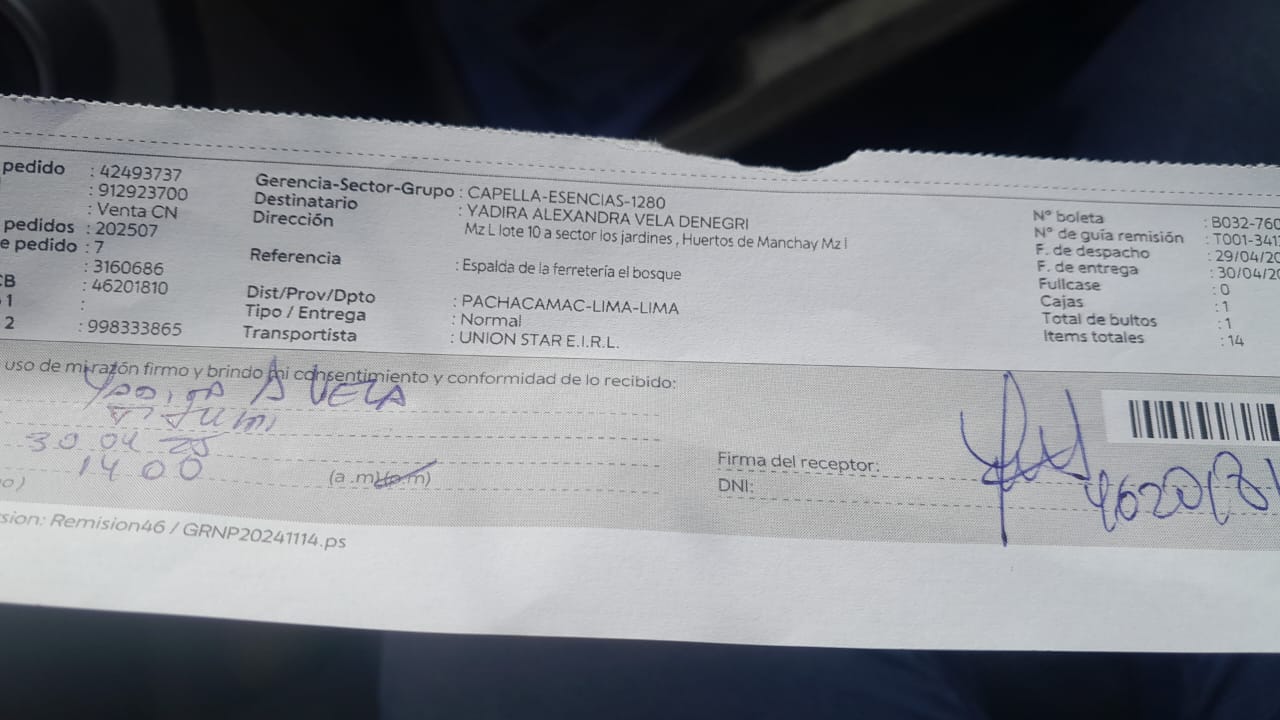 pedido : 42493737
: 912923700
: Venta CN
pedidos : 202507
e pedido : 7
: 3160686
CB : 46201810
1 :
2 : 998333865
Gerencia-Sector-Grupo : CAPELLA-ESENCIAS-1280
Destinatario : YADIRA ALEXANDRA VELA DENEGRI
Dirección Mz L lote 10 a sector los jardines , Huertos de Manchay Mz l
Referencia : Espalda de la ferretería el bosque
Dist/Prov/Dpto : PACHACAMAC-LIMA-LIMA
Tipo / Entrega : Normal
Transportista : UNION STAR E.I.R.L.
N° boleta : B032-760
N° de guía remisión : T001-341
F. de despacho : 29/04/20
F. de entrega : 30/04/20
Fullcase : 0
Cajas : 1
Total de bultos : 1
Items totales : 14
uso de mi razón firmo y brindo mi consentimiento y conformidad de lo recibido:
YADIRA A VELA
30 04 25
14 00 (a .m)(p.m)
Firma del receptor:
DNI:
sion: Remision46 / GRNP20241114.ps